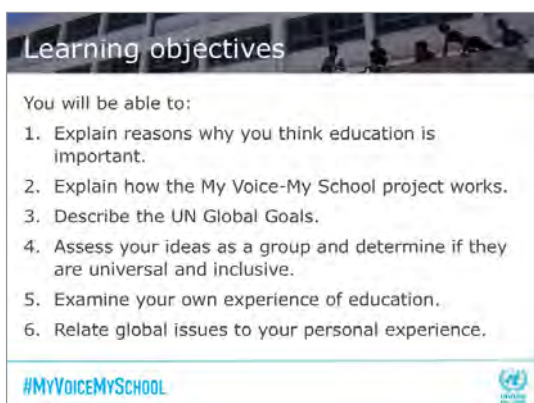 Learning objectives
You will be able to:
1. Explain reasons why you think education is
important.
2. Explain how the My Voice-My School project works.
3. Describe the UN Global Goals.
4. Assess your ideas as a group and determine if they
are universal and inclusive.
5. Examine your own experience of education.
6. Relate global issues to your personal experience.
#MYVOICEMYSCHOOL